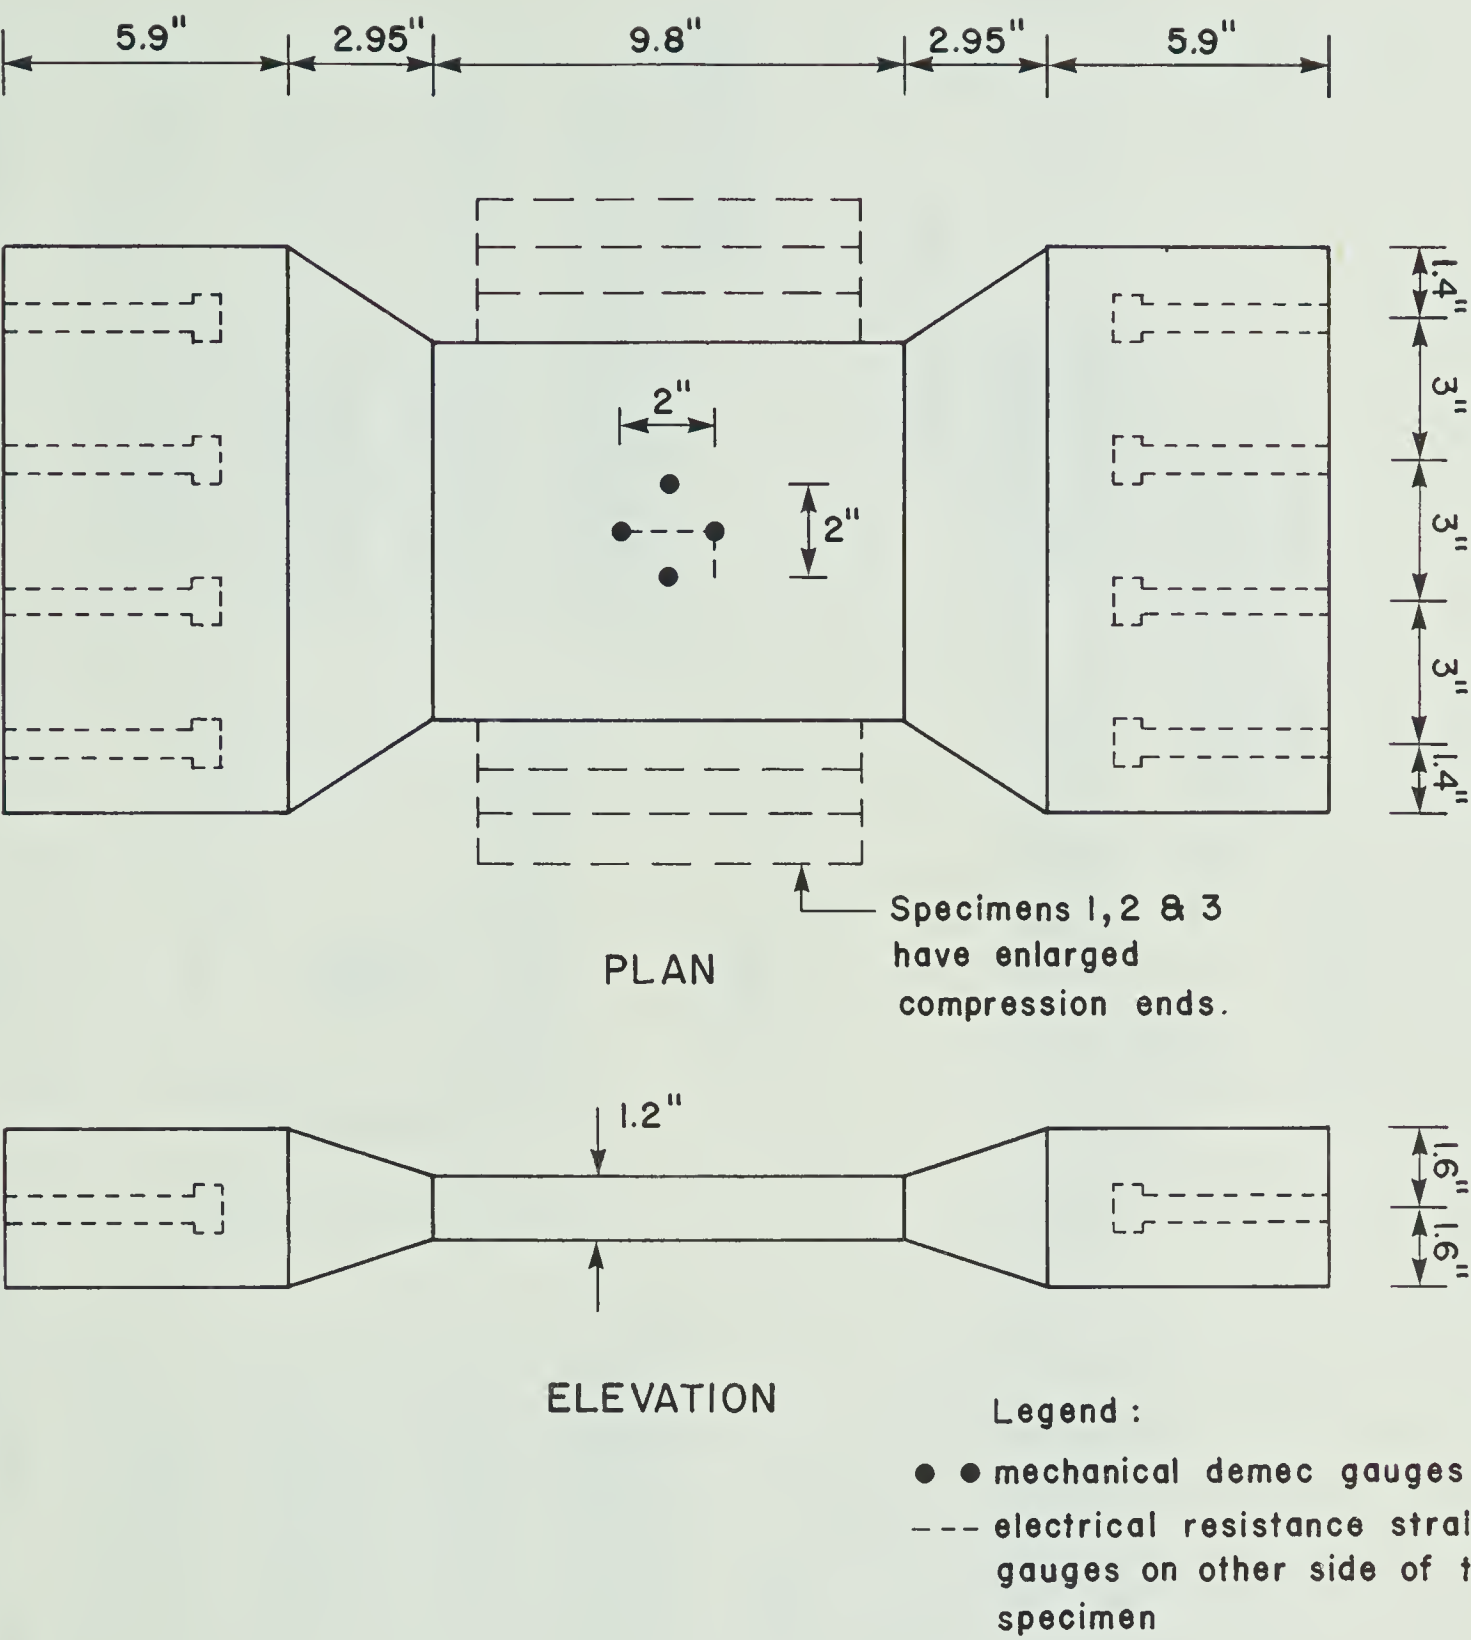 5.9" 2.95" 9.8" 2.95" 5.9"
1.4"
3"
2"
2"
3"
3"
1.4"
Specimens 1, 2 & 3
have enlarged
compression ends.
PLAN
1.2"
1.6"
1.6"
ELEVATION
Legend :
mechanical demec gauges
electrical resistance
gauges on other side of
specimen